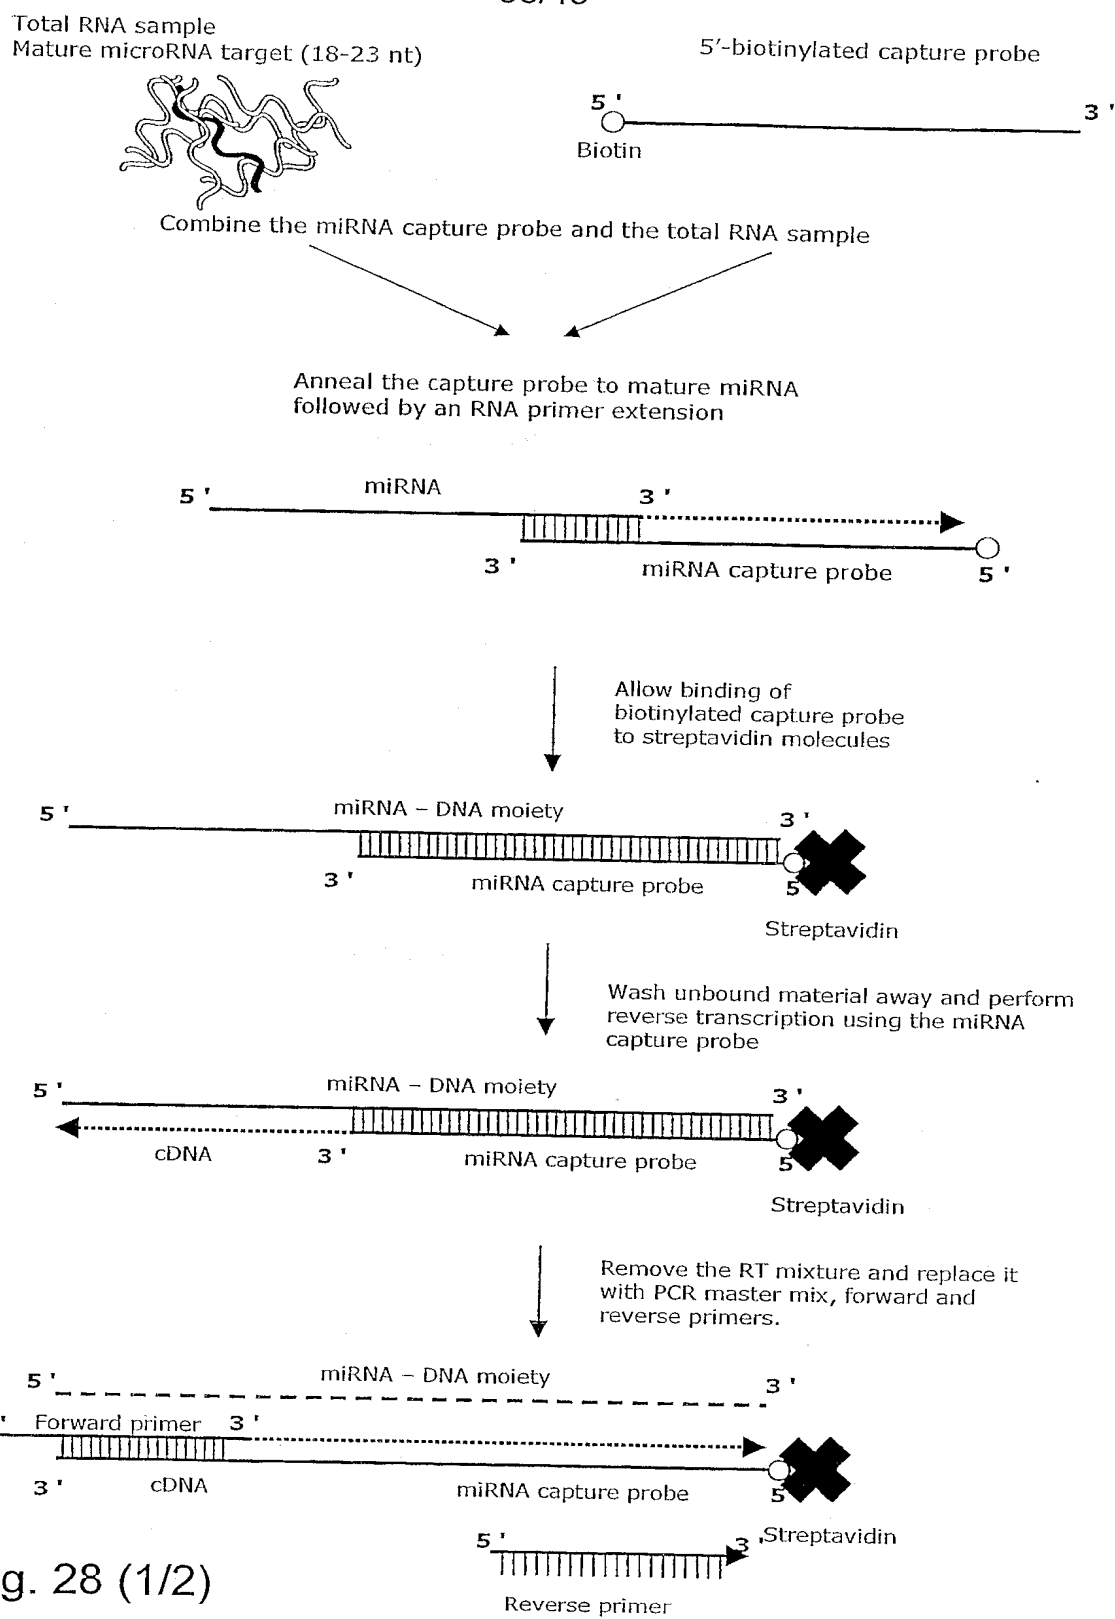 Total RNA sample
Mature microRNA target (18-23 nt)
5'-biotinylated capture probe
5 '
3 '
Biotin
Combine the miRNA capture probe and the total RNA sample
Anneal the capture probe to mature miRNA
followed by an RNA primer extension
5 '
miRNA
3 '
3 '
miRNA capture probe
5 '
Allow binding of
biotinylated capture probe
to streptavidin molecules
5 '
miRNA – DNA moiety
3 '
3 '
miRNA capture probe
5
Streptavidin
Wash unbound material away and perform
reverse transcription using the miRNA
capture probe
5 '
miRNA – DNA moiety
3 '
cDNA
3 '
miRNA capture probe
5
Streptavidin
Remove the RT mixture and replace it
with PCR master mix, forward and
reverse primers.
5 '
miRNA – DNA moiety
3 '
' Forward primer 3 '
3 '
cDNA
miRNA capture probe
5
Streptavidin
5 '
3 '
Reverse primer
g. 28 (1/2)